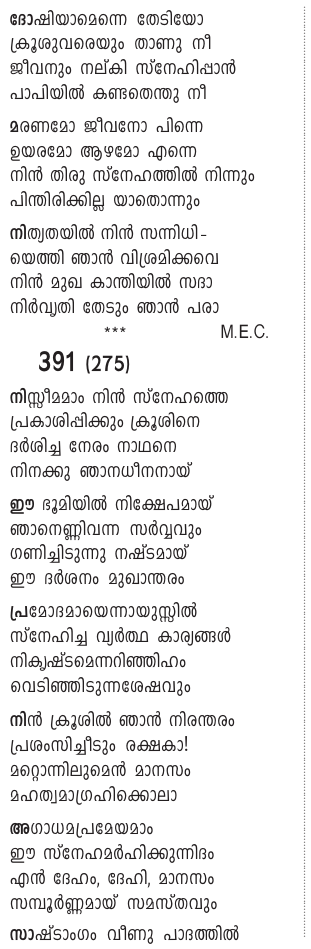 ദോഷിയാമെന്നെ തേടിയോ
ക്രൂശുവരെയും താണു നീ
ജീവനും നല്കി സ്നേഹിപ്പാൻ
പാപിയിൽ കണ്ടതെന്തു നീ
മരണമോ ജീവനോ പിന്നെ
ഉയരമോ ആഴമോ എന്നെ
നിൻ തിരു സ്നേഹത്തിൽ നിന്നും
പിന്തിരിക്കില്ല യാതൊന്നും
നിത്യതയിൽ നിൻ സന്നിധി-
യെത്തി ഞാൻ വിശ്രമിക്കവെ
നിൻ മുഖ കാന്തിയിൽ സദാ
നിർവൃതി തേടും ഞാൻ പരാ
*** M.E.C.
391 (275)
നിസ്സീമമാം നിൻ സ്നേഹത്തെ
പ്രകാശിപ്പിക്കും ക്രൂശിനെ
ദർശിച്ച നേരം നാഥനെ
നിനക്കു ഞാനധീനനായ്
ഈ ഭൂമിയിൽ നിക്ഷേപമായ്
ഞാനെണ്ണിവന്ന സർവ്വവും
ഗണിച്ചിടുന്നു നഷ്ടമായ്
ഈ ദർശനം മുഖാന്തരം
പ്രമോദമായെന്നായുസ്സിൽ
സ്നേഹിച്ച വ്യർത്ഥ കാര്യങ്ങൾ
നികൃഷ്ടമെന്നറിഞ്ഞിഹം
വെടിഞ്ഞിടുന്നശേഷവും
നിൻ ക്രൂശിൽ ഞാൻ നിരന്തരം
പ്രശംസിച്ചീടും രക്ഷകാ!
മറ്റൊന്നിലുമെൻ മാനസം
മഹത്വമാഗ്രഹിക്കൊലാ
അഗാധമപ്രമേയമാം
ഈ സ്നേഹമർഹിക്കുന്നിദം
എൻ ദേഹം, ദേഹി, മാനസം
സമ്പൂർണ്ണമായ് സമസ്തവും
സാഷ്ടാംഗം വീണു പാദത്തിൽ